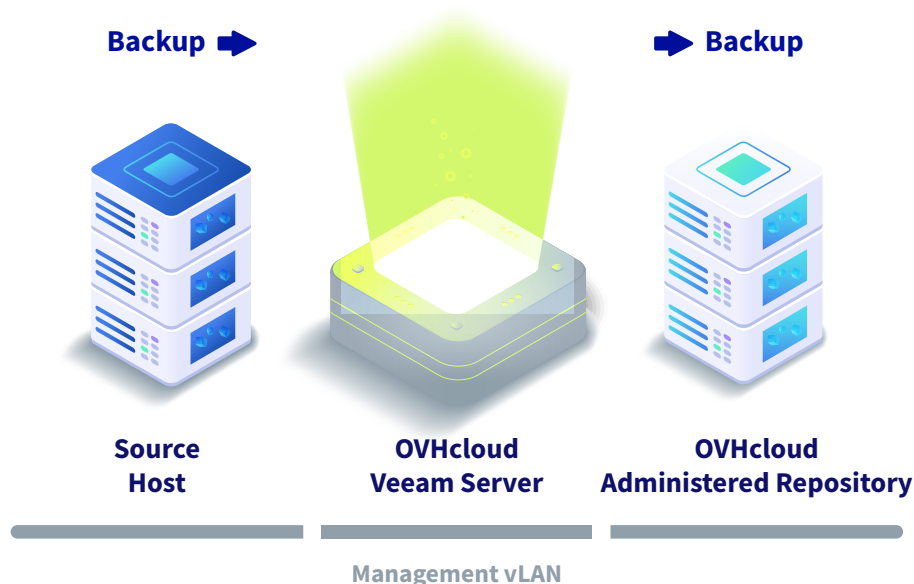 Backup
Backup
Source
Host
OVHcloud
Veeam Server
OVHcloud
Administered Repository
Management vLAN